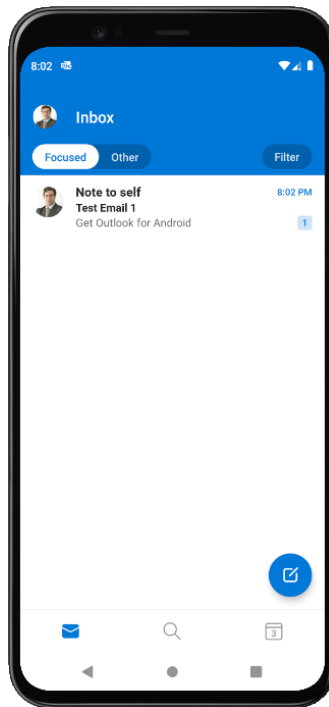 8:02
Inbox
Focused Other Filter
Note to self 8:02 PM
Test Email 1
Get Outlook for Android 1
3